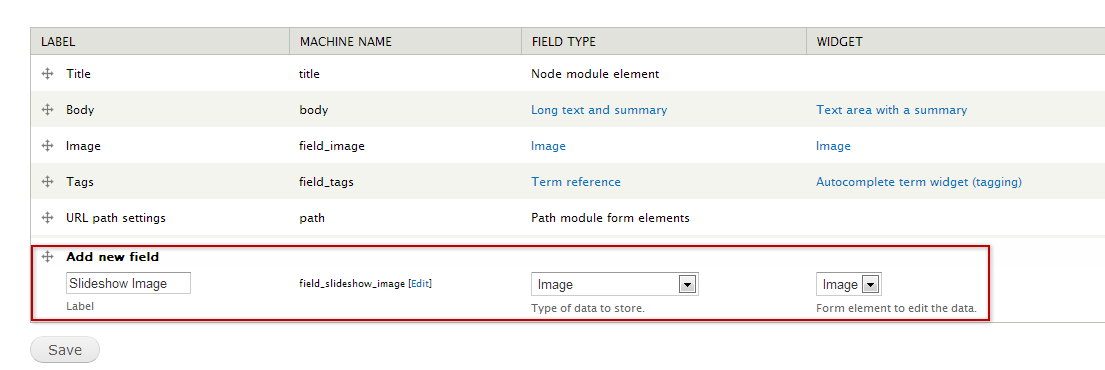 LABEL MACHINE NAME FIELD TYPE WIDGET
Title title Node module element
Body body Long text and summary Text area with a summary
Image field_image Image Image
Tags field_tags Term reference Autocomplete term widget (tagging)
URL path settings path Path module form elements
Add new field
Slideshow Image field_slideshow_image [Edit] Image Image
Label Type of data to store. Form element to edit the data.
Save